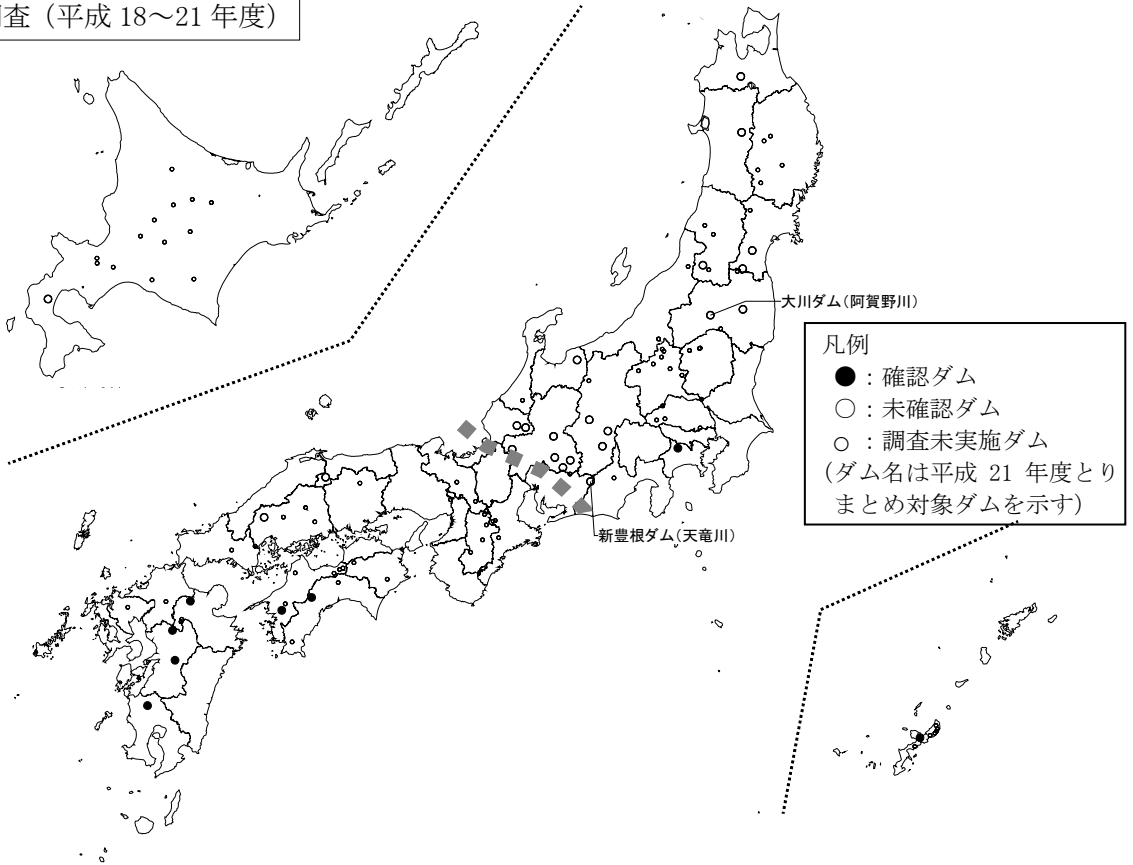 査（平成 18～21 年度）
大川ダム（阿賀野川）
凡例
●：確認ダム
○：未確認ダム
○：調査未実施ダム
（ダム名は平成 21 年度とり
まとめ対象ダムを示す）
新豊根ダム（天竜川）